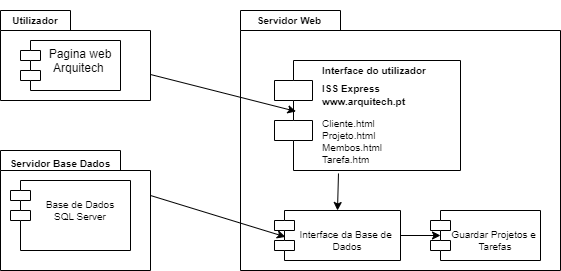 Utilizador
Pagina web
Arquitech
Servidor Web
Interface do utilizador
ISS Express
www.arquitech.pt
Cliente.html
Projeto.html
Membos.html
Tarefa.htm
Servidor Base Dados
Base de Dados
SQL Server
Interface da Base de
Dados
Guardar Projetos e
Tarefas